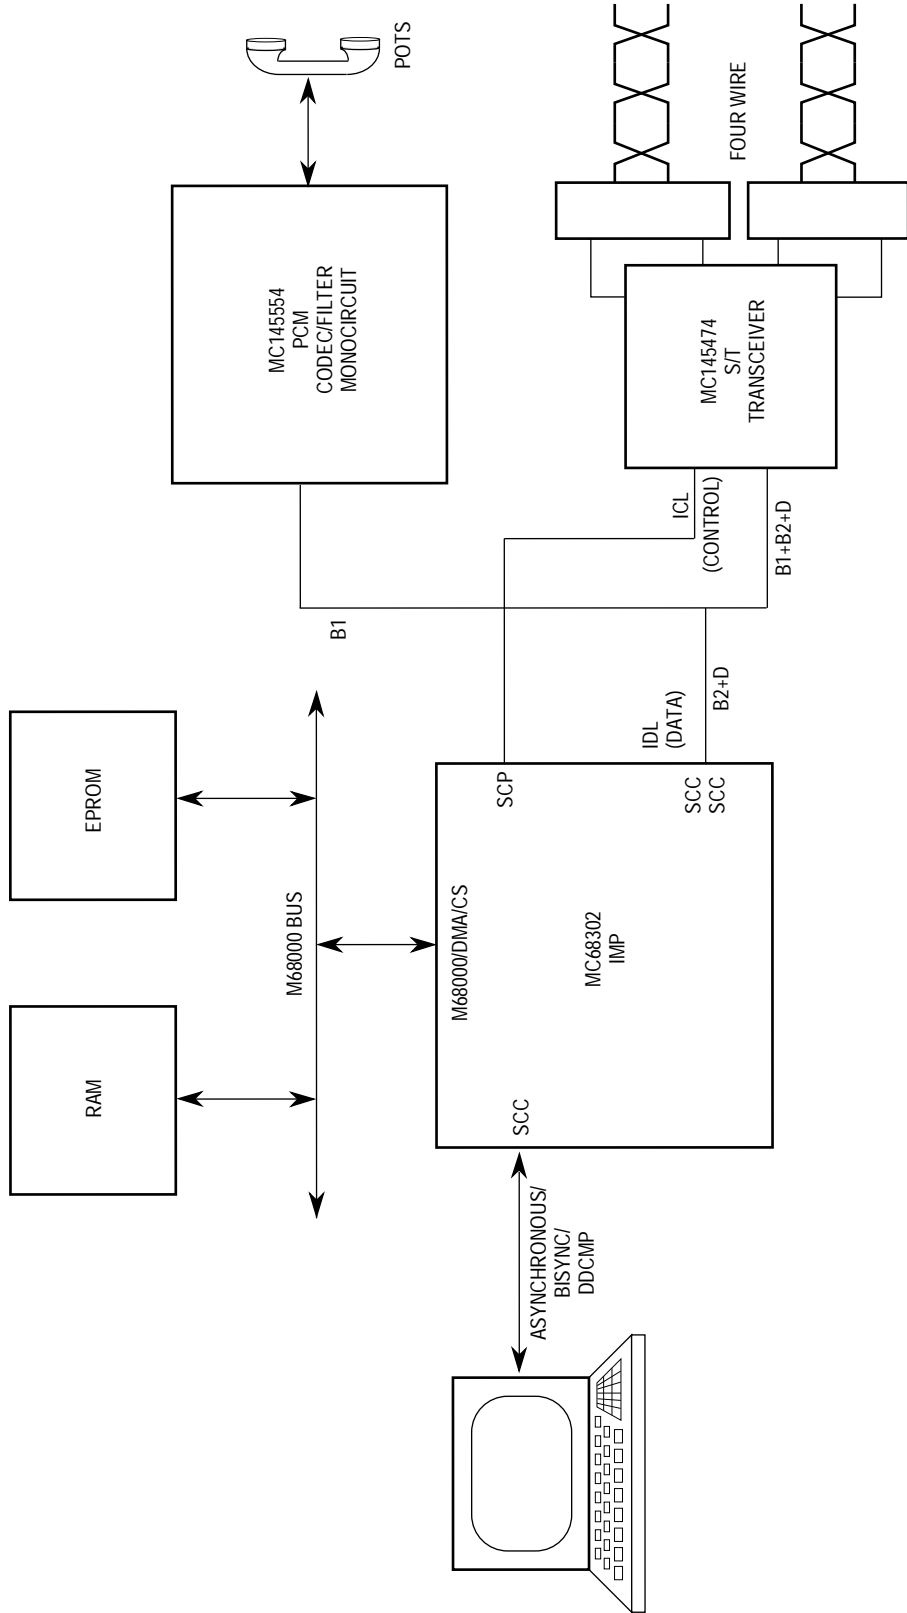 RAM
EPROM
M68000 BUS
MC145554
PCM
CODEC/FILTER
MONOCIRCUIT
POTS
B1
ASYNCHRONOUS/
BISYNC/
DDCMP
SCC
M68000/DMA/CS
SCP
MC68302
IMP
SCC
SCC
IDL
(DATA)
B2+D
ICL
(CONTROL)
B1+B2+D
MC145474
S/T
TRANSCEIVER
FOUR WIRE